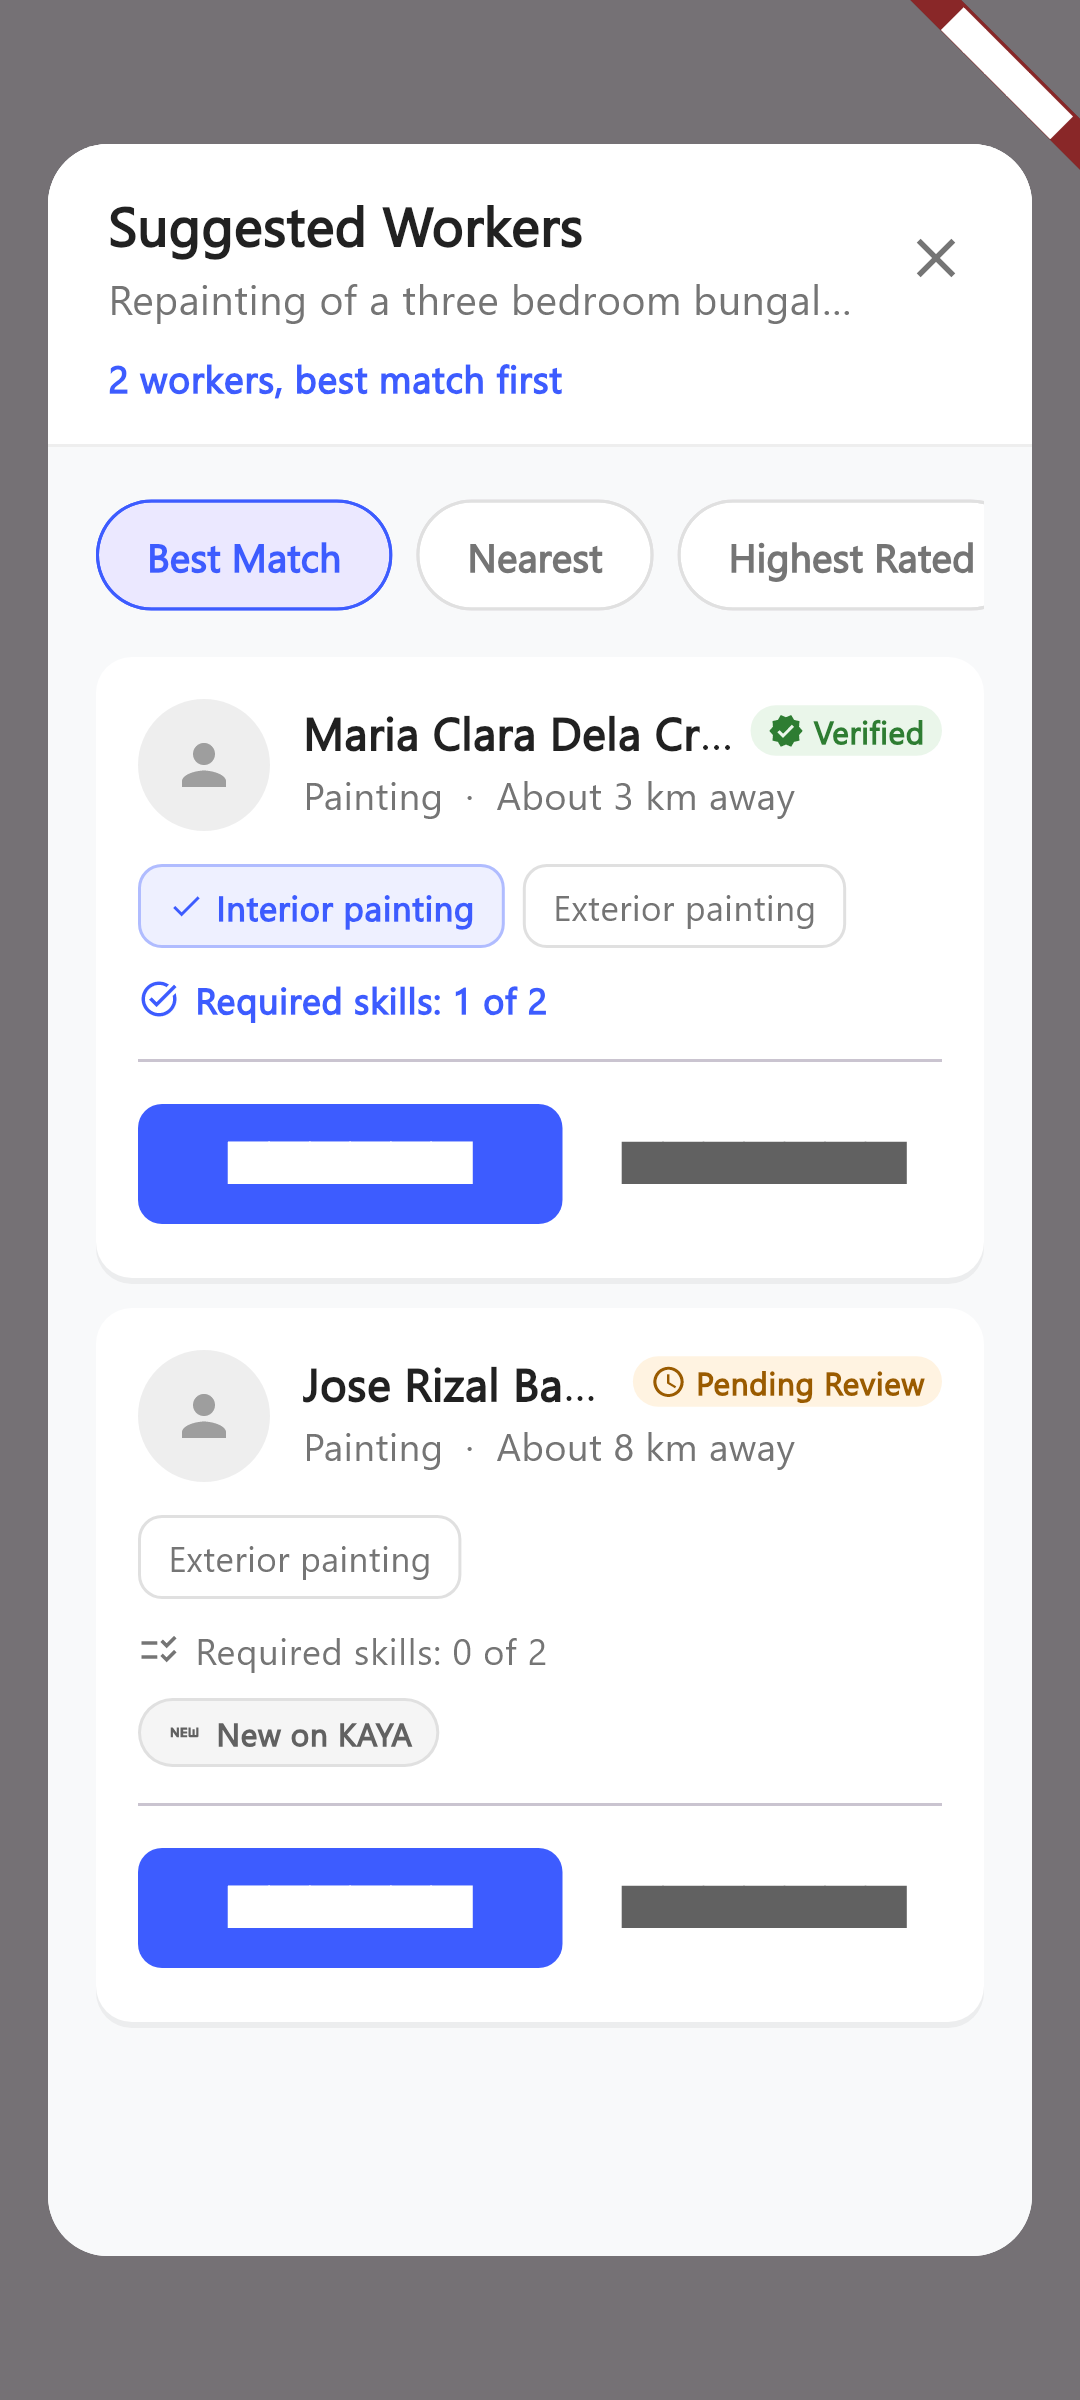 Suggested Workers
Repainting of a three bedroom bungal...
2 workers, best match first
Best Match
Nearest
Highest Rated
Maria Clara Dela Cr...
Verified
Painting · About 3 km away
Interior painting
Exterior painting
Required skills: 1 of 2
Jose Rizal Ba...
Pending Review
Painting · About 8 km away
Exterior painting
Required skills: 0 of 2
NEW New on KAYA